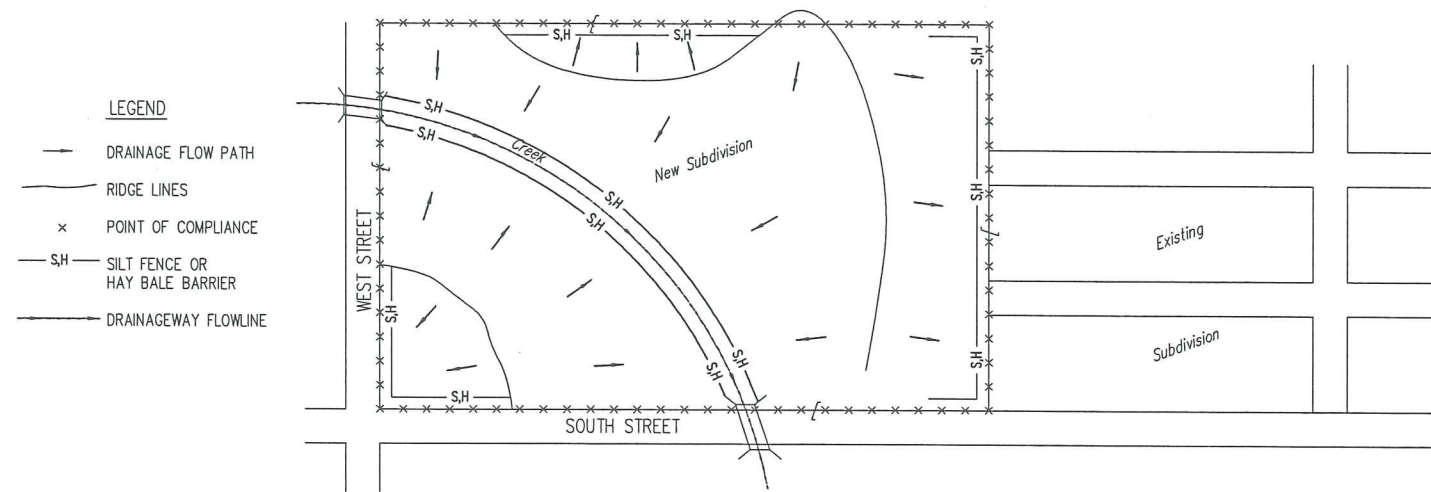 LEGEND
DRAINAGE FLOW PATH
RIDGE LINES
POINT OF COMPLIANCE
S,H
SILT FENCE OR
HAY BALE BARRIER
DRAINAGEWAY FLOWLINE
S,H
S,H
S,H
S,H
S,H
Creek
New Subdivision
S,H
S,H
S,H
WEST STREET
Existing
S,H
S,H
S,H
S,H
Subdivision
S,H
SOUTH STREET